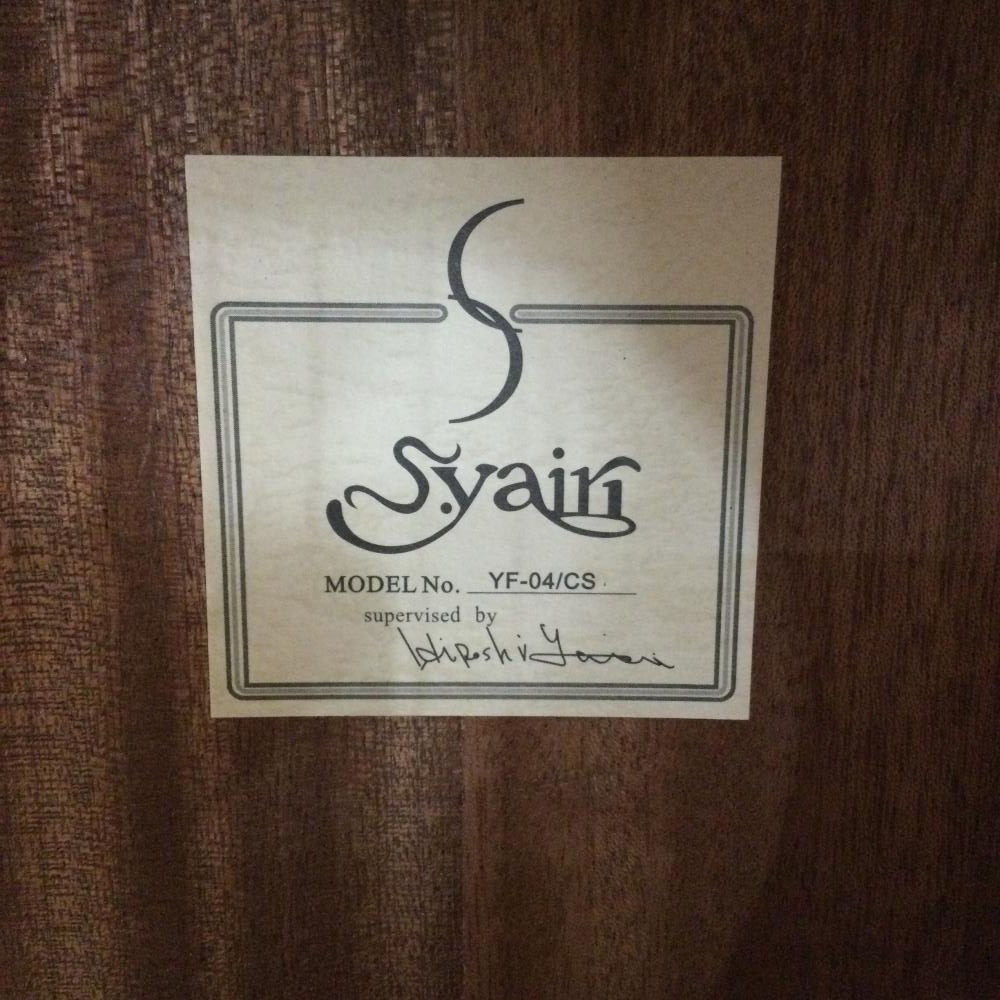 S
S.yairi
MODEL No. YF-04/CS
supervised by
Hiroshi Yairi